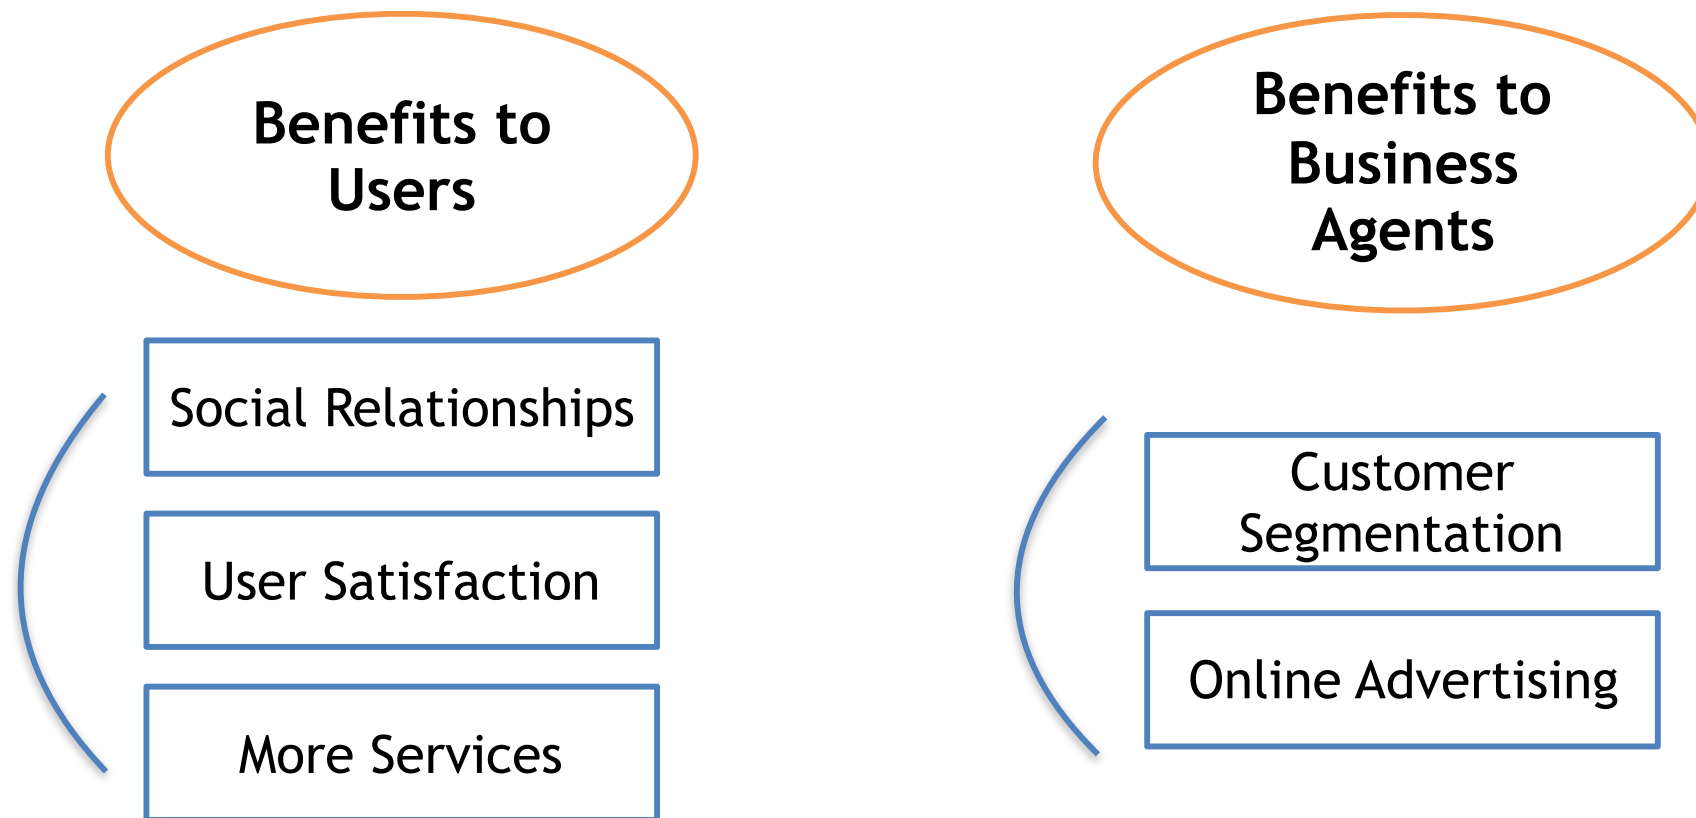 Benefits to
Users
Social Relationships
User Satisfaction
More Services
Benefits to
Business
Agents
Customer
Segmentation
Online Advertising